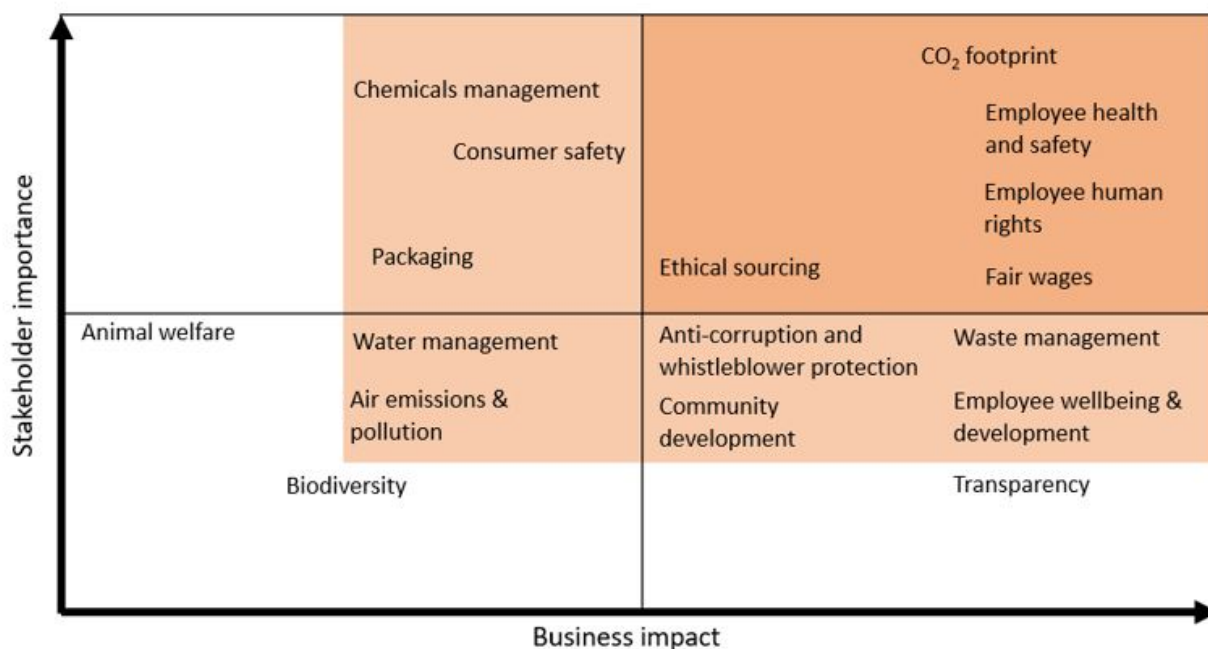 CO₂ footprint
Chemicals management
Employee health
and safety
Consumer safety
Employee human
rights
Packaging
Ethical sourcing
Fair wages
Stakeholder importance
Animal welfare
Water management
Anti-corruption and
whistleblower protection
Waste management
Air emissions &
pollution
Community
development
Employee wellbeing &
development
Biodiversity
Transparency
Business impact